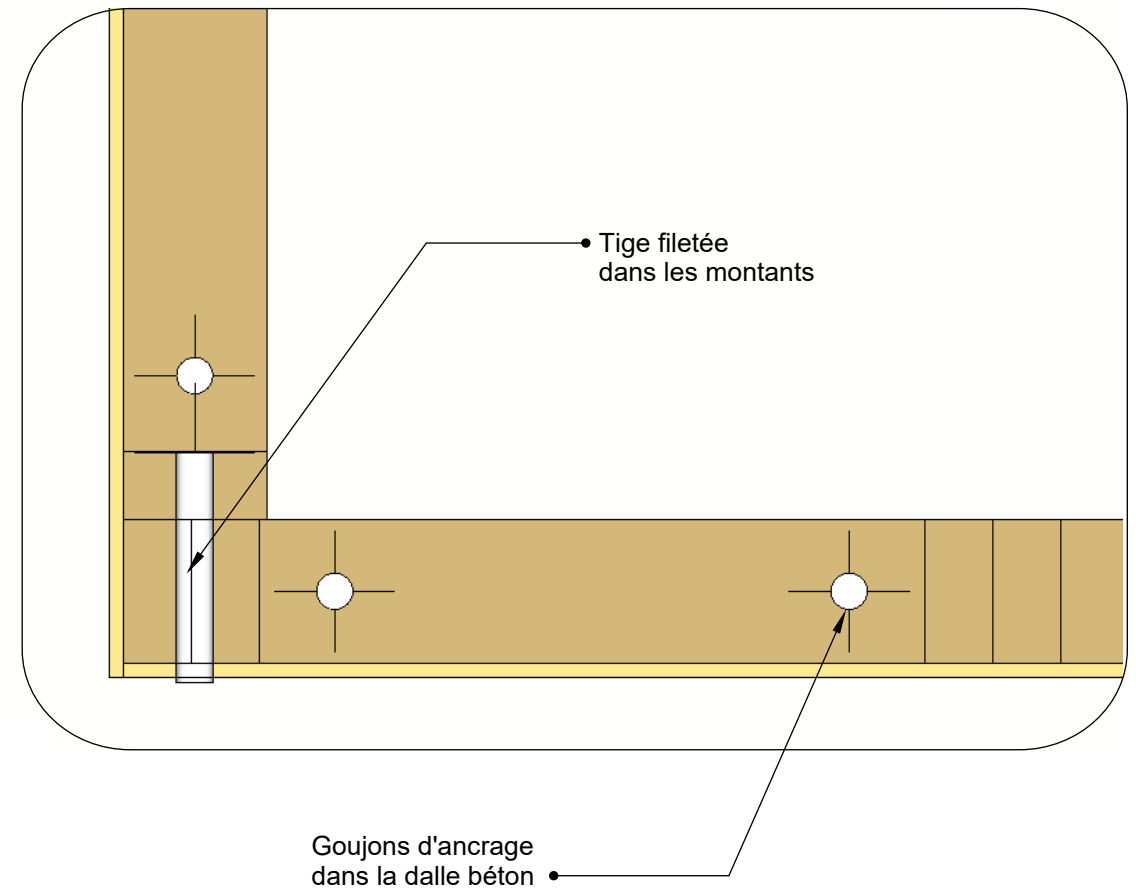 Tige filetée
dans les montants
Goujons d'ancrage
dans la dalle béton